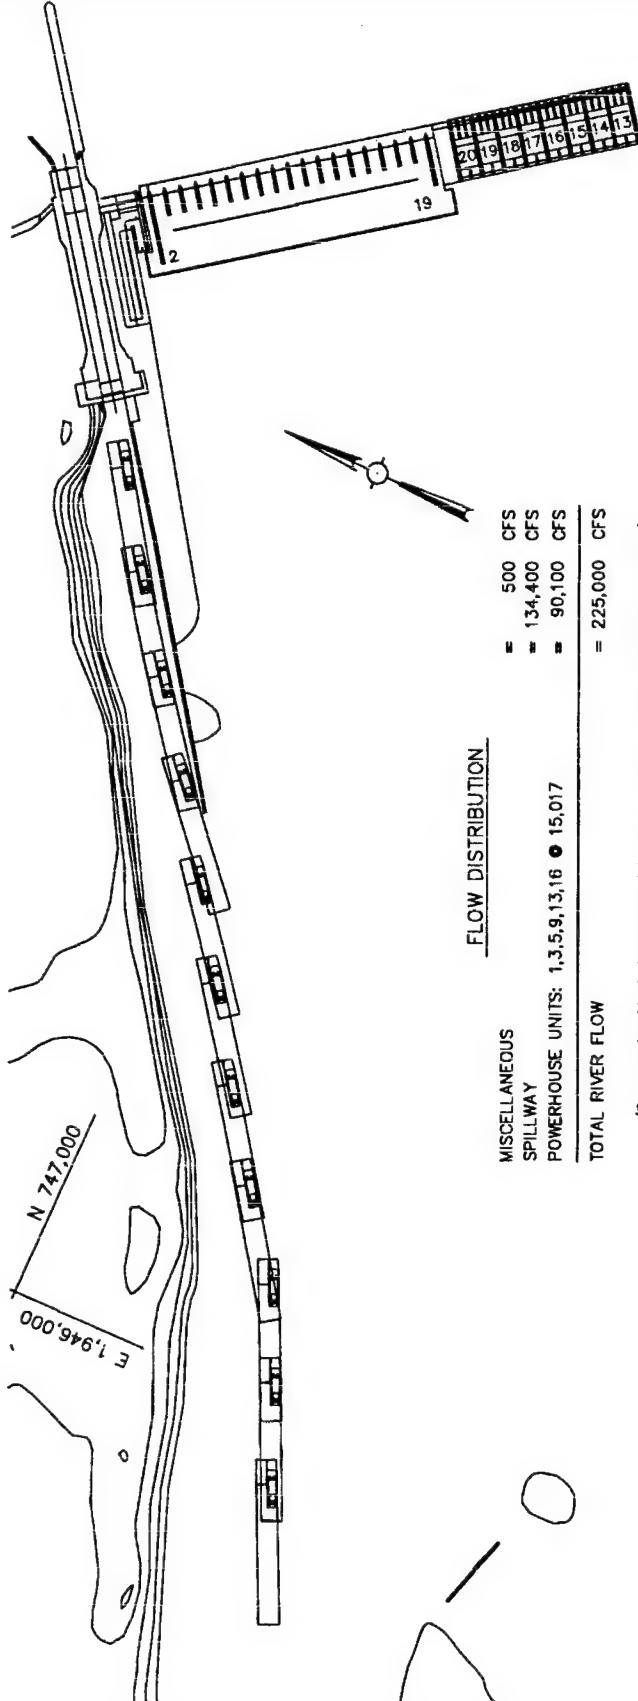 20 19 18 17 16 15 14 13
19
2
N 747,000
E 1,946,000
FLOW DISTRIBUTION
MISCELLANEOUS = 500 CFS
SPILLWAY = 134,400 CFS
POWERHOUSE UNITS: 1,3,5,9,13,16 @ 15,017 = 90,100 CFS
TOTAL RIVER FLOW = 225,000 CFS